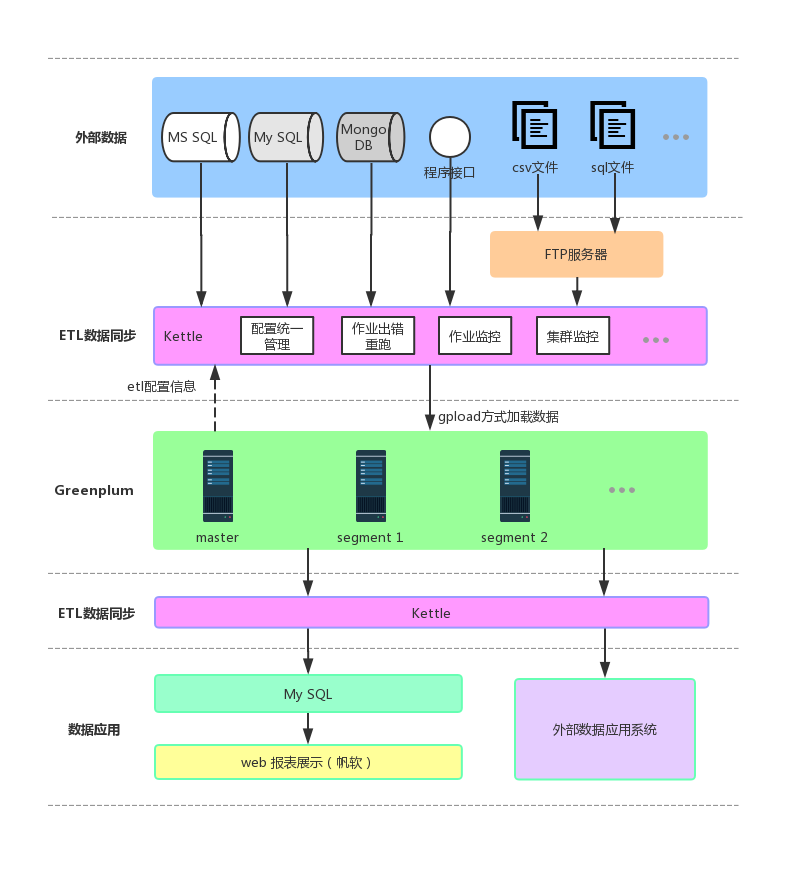 外部数据
MS SQL
My SQL
Mongo
DB
程序接口
csv文件
sql文件
FTP服务器
ETL数据同步
Kettle
配置统一
管理
作业出错
重跑
作业监控
集群监控
etl配置信息
gpload方式加载数据
Greenplum
master
segment 1
segment 2
ETL数据同步
Kettle
数据应用
My SQL
web 报表展示（帆软）
外部数据应用系统